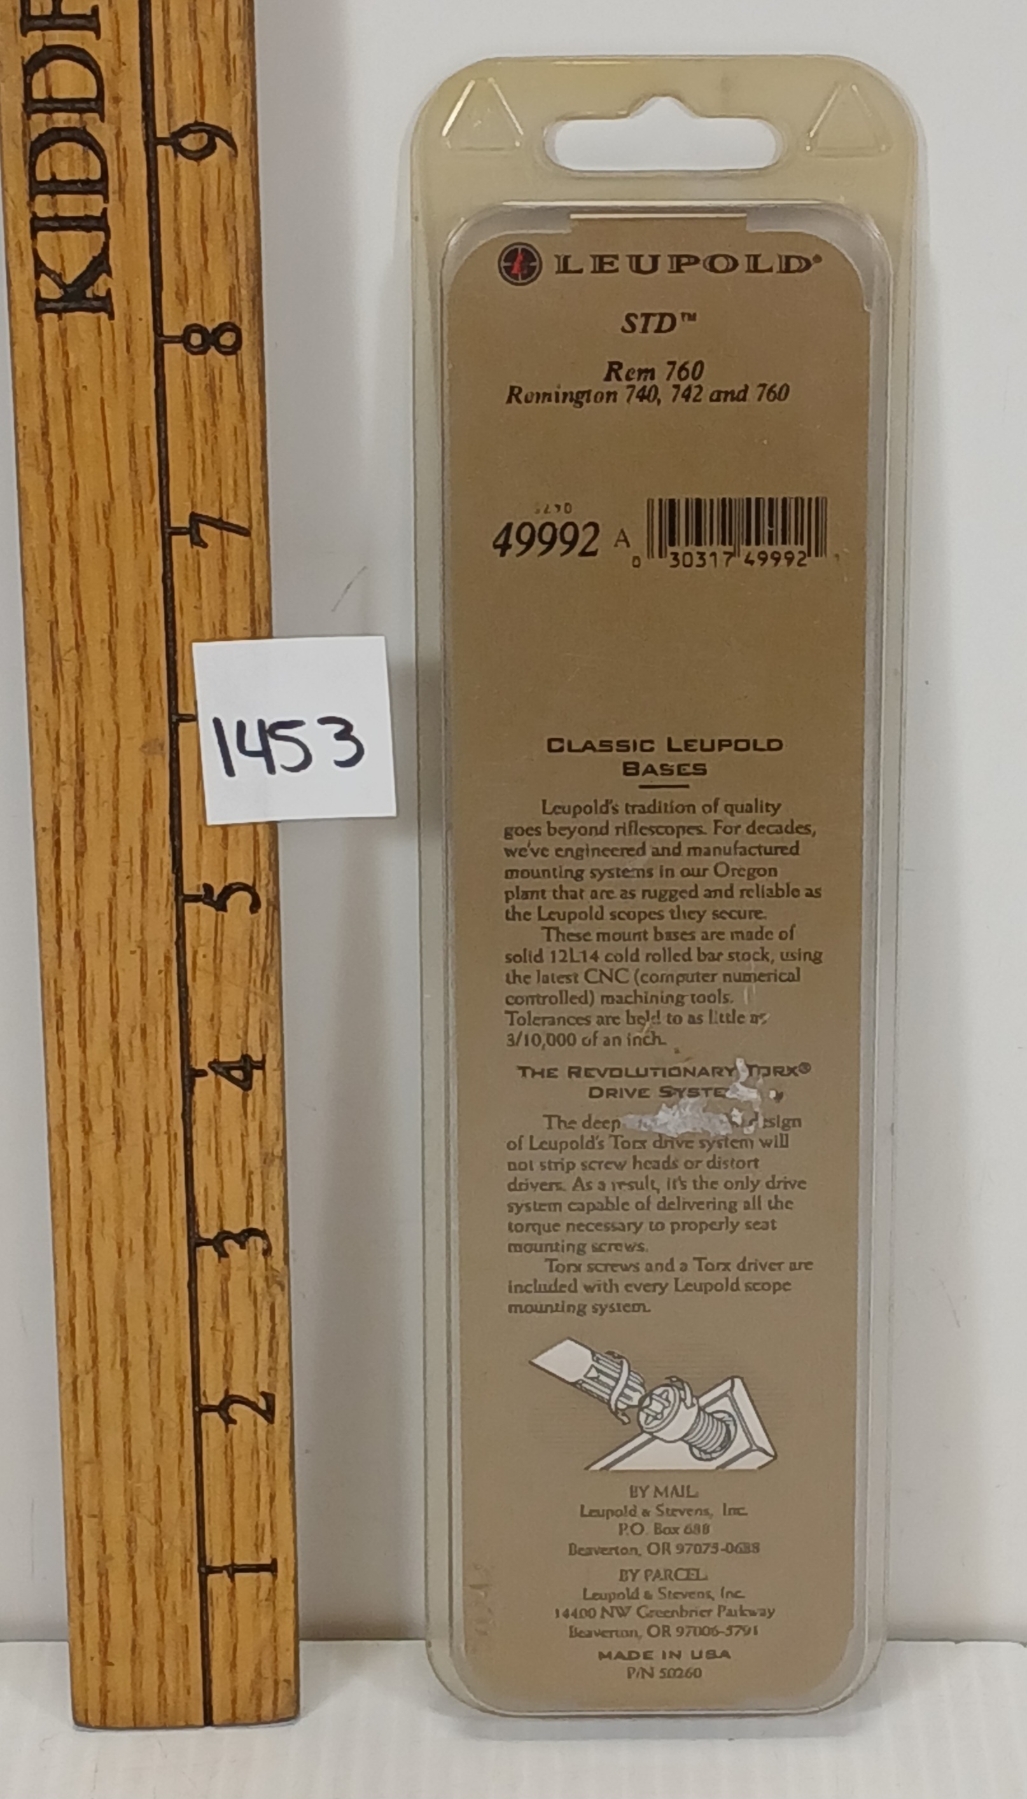 KIDD
9
8
7
5
4
3
2
1
1453
LEUPOLD®
STD™
Rem 760
Remington 740, 742 and 760
49992 A
0 30317 49992
CLASSIC LEUPOLD
BASES
Leupold's tradition of quality
goes beyond riflescopes. For decades,
we've engineered and manufactured
mounting systems in our Oregon
plant that are as rugged and reliable as
the Leupold scopes they secure.
These mount bases are made of
solid 12L14 cold rolled bar stock, using
the latest CNC (computer numerical
controlled) machining tools.
Tolerances are held to as little as
3/10,000 of an inch.
THE REVOLUTIONARY TORX®
DRIVE SYSTE
The deep
of Leupold's Torx drive system will
not strip screw heads or distort
drivers. As a result, it's the only drive
system capable of delivering all the
torque necessary to properly seat
mounting screws.
Torx screws and a Torx driver are
included with every Leupold scope
mounting system.
BY MAIL
Leupold & Stevens, Inc.
P.O. Box 688
Beaverton, OR 97075-0688
BY PARCEL
Leupold & Stevens, Inc.
14400 NW Greenbrier Parkway
Beaverton, OR 97006-5791
MADE IN USA
P/N 50260